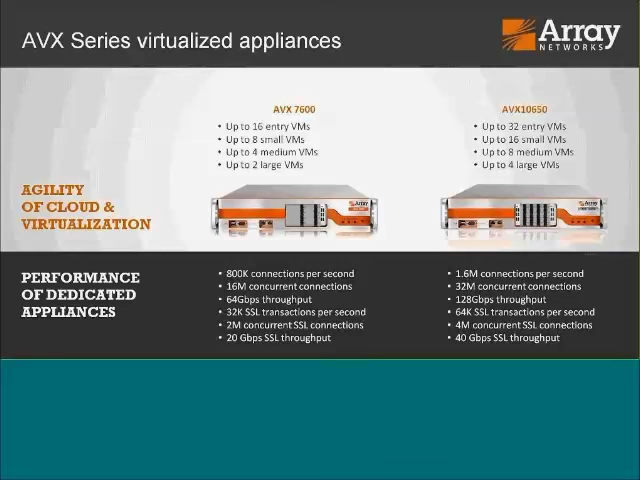 AVX Series virtualized appliances
Array
NETWORKS
AVX 7600
• Up to 16 entry VMs
• Up to 8 small VMs
• Up to 4 medium VMs
• Up to 2 large VMs
AVX10650
• Up to 32 entry VMs
• Up to 16 small VMs
• Up to 8 medium VMs
• Up to 4 large VMs
AGILITY
OF CLOUD &
VIRTUALIZATION
Array
Array
PERFORMANCE
OF DEDICATED
APPLIANCES
• 800K connections per second
• 16M concurrent connections
• 64Gbps throughput
• 32K SSL transactions per second
• 2M concurrent SSL connections
• 20 Gbps SSL throughput
• 1.6M connections per second
• 32M concurrent connections
• 128Gbps throughput
• 64K SSL transactions per second
• 4M concurrent SSL connections
• 40 Gbps SSL throughput